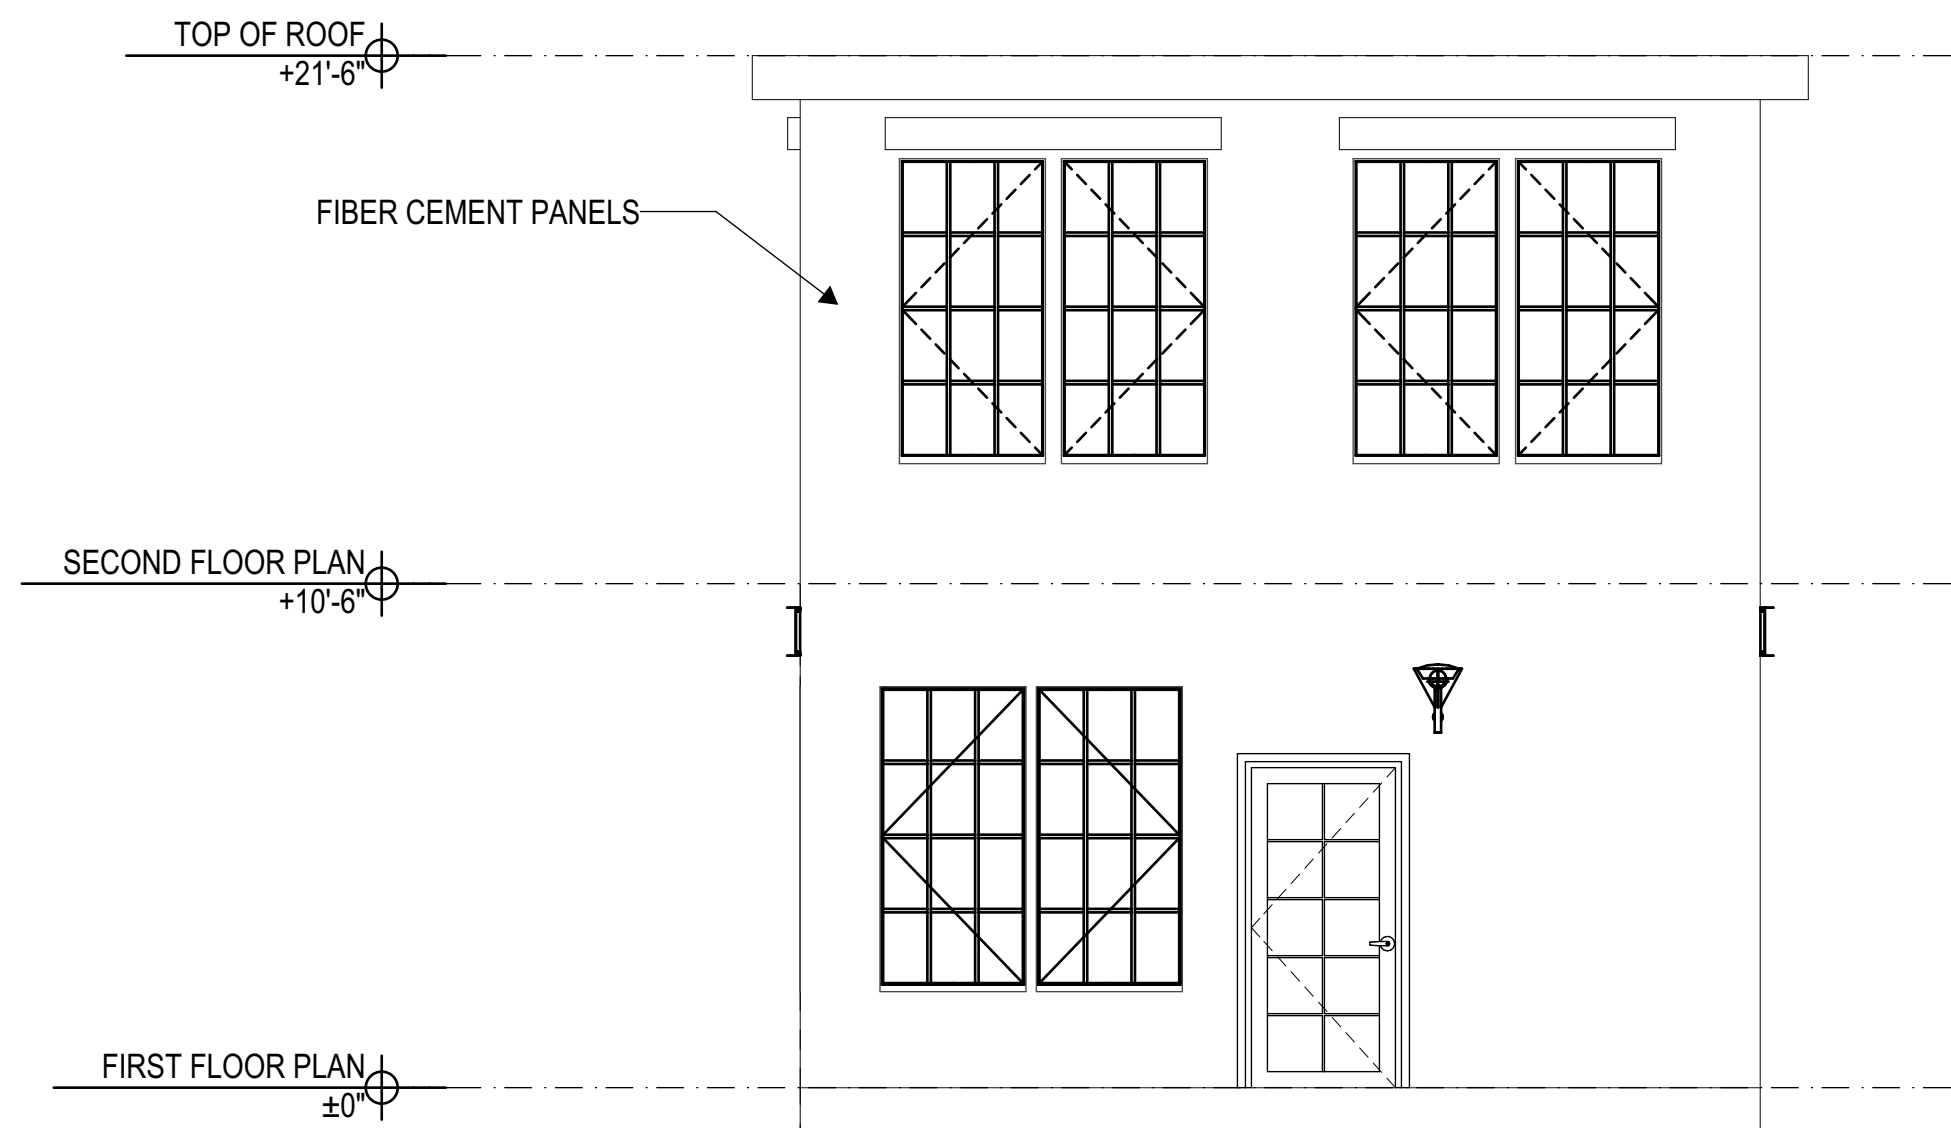 TOP OF ROOF
+21'-6"
FIBER CEMENT PANELS
SECOND FLOOR PLAN
+10'-6"
FIRST FLOOR PLAN
±0"